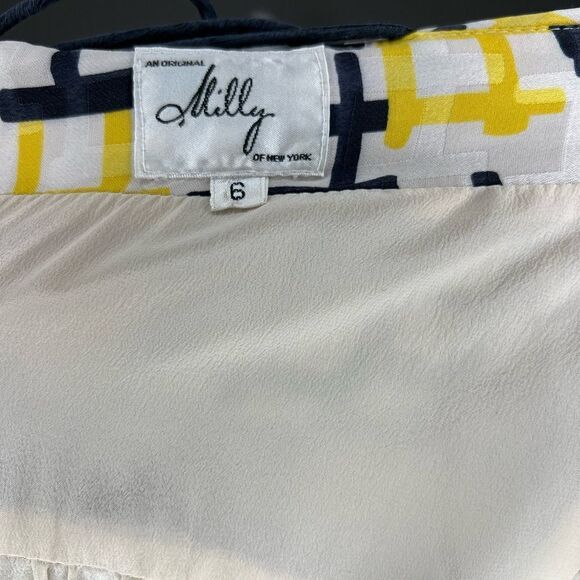 AN ORIGINAL
Milly
OF NEW YORK
6